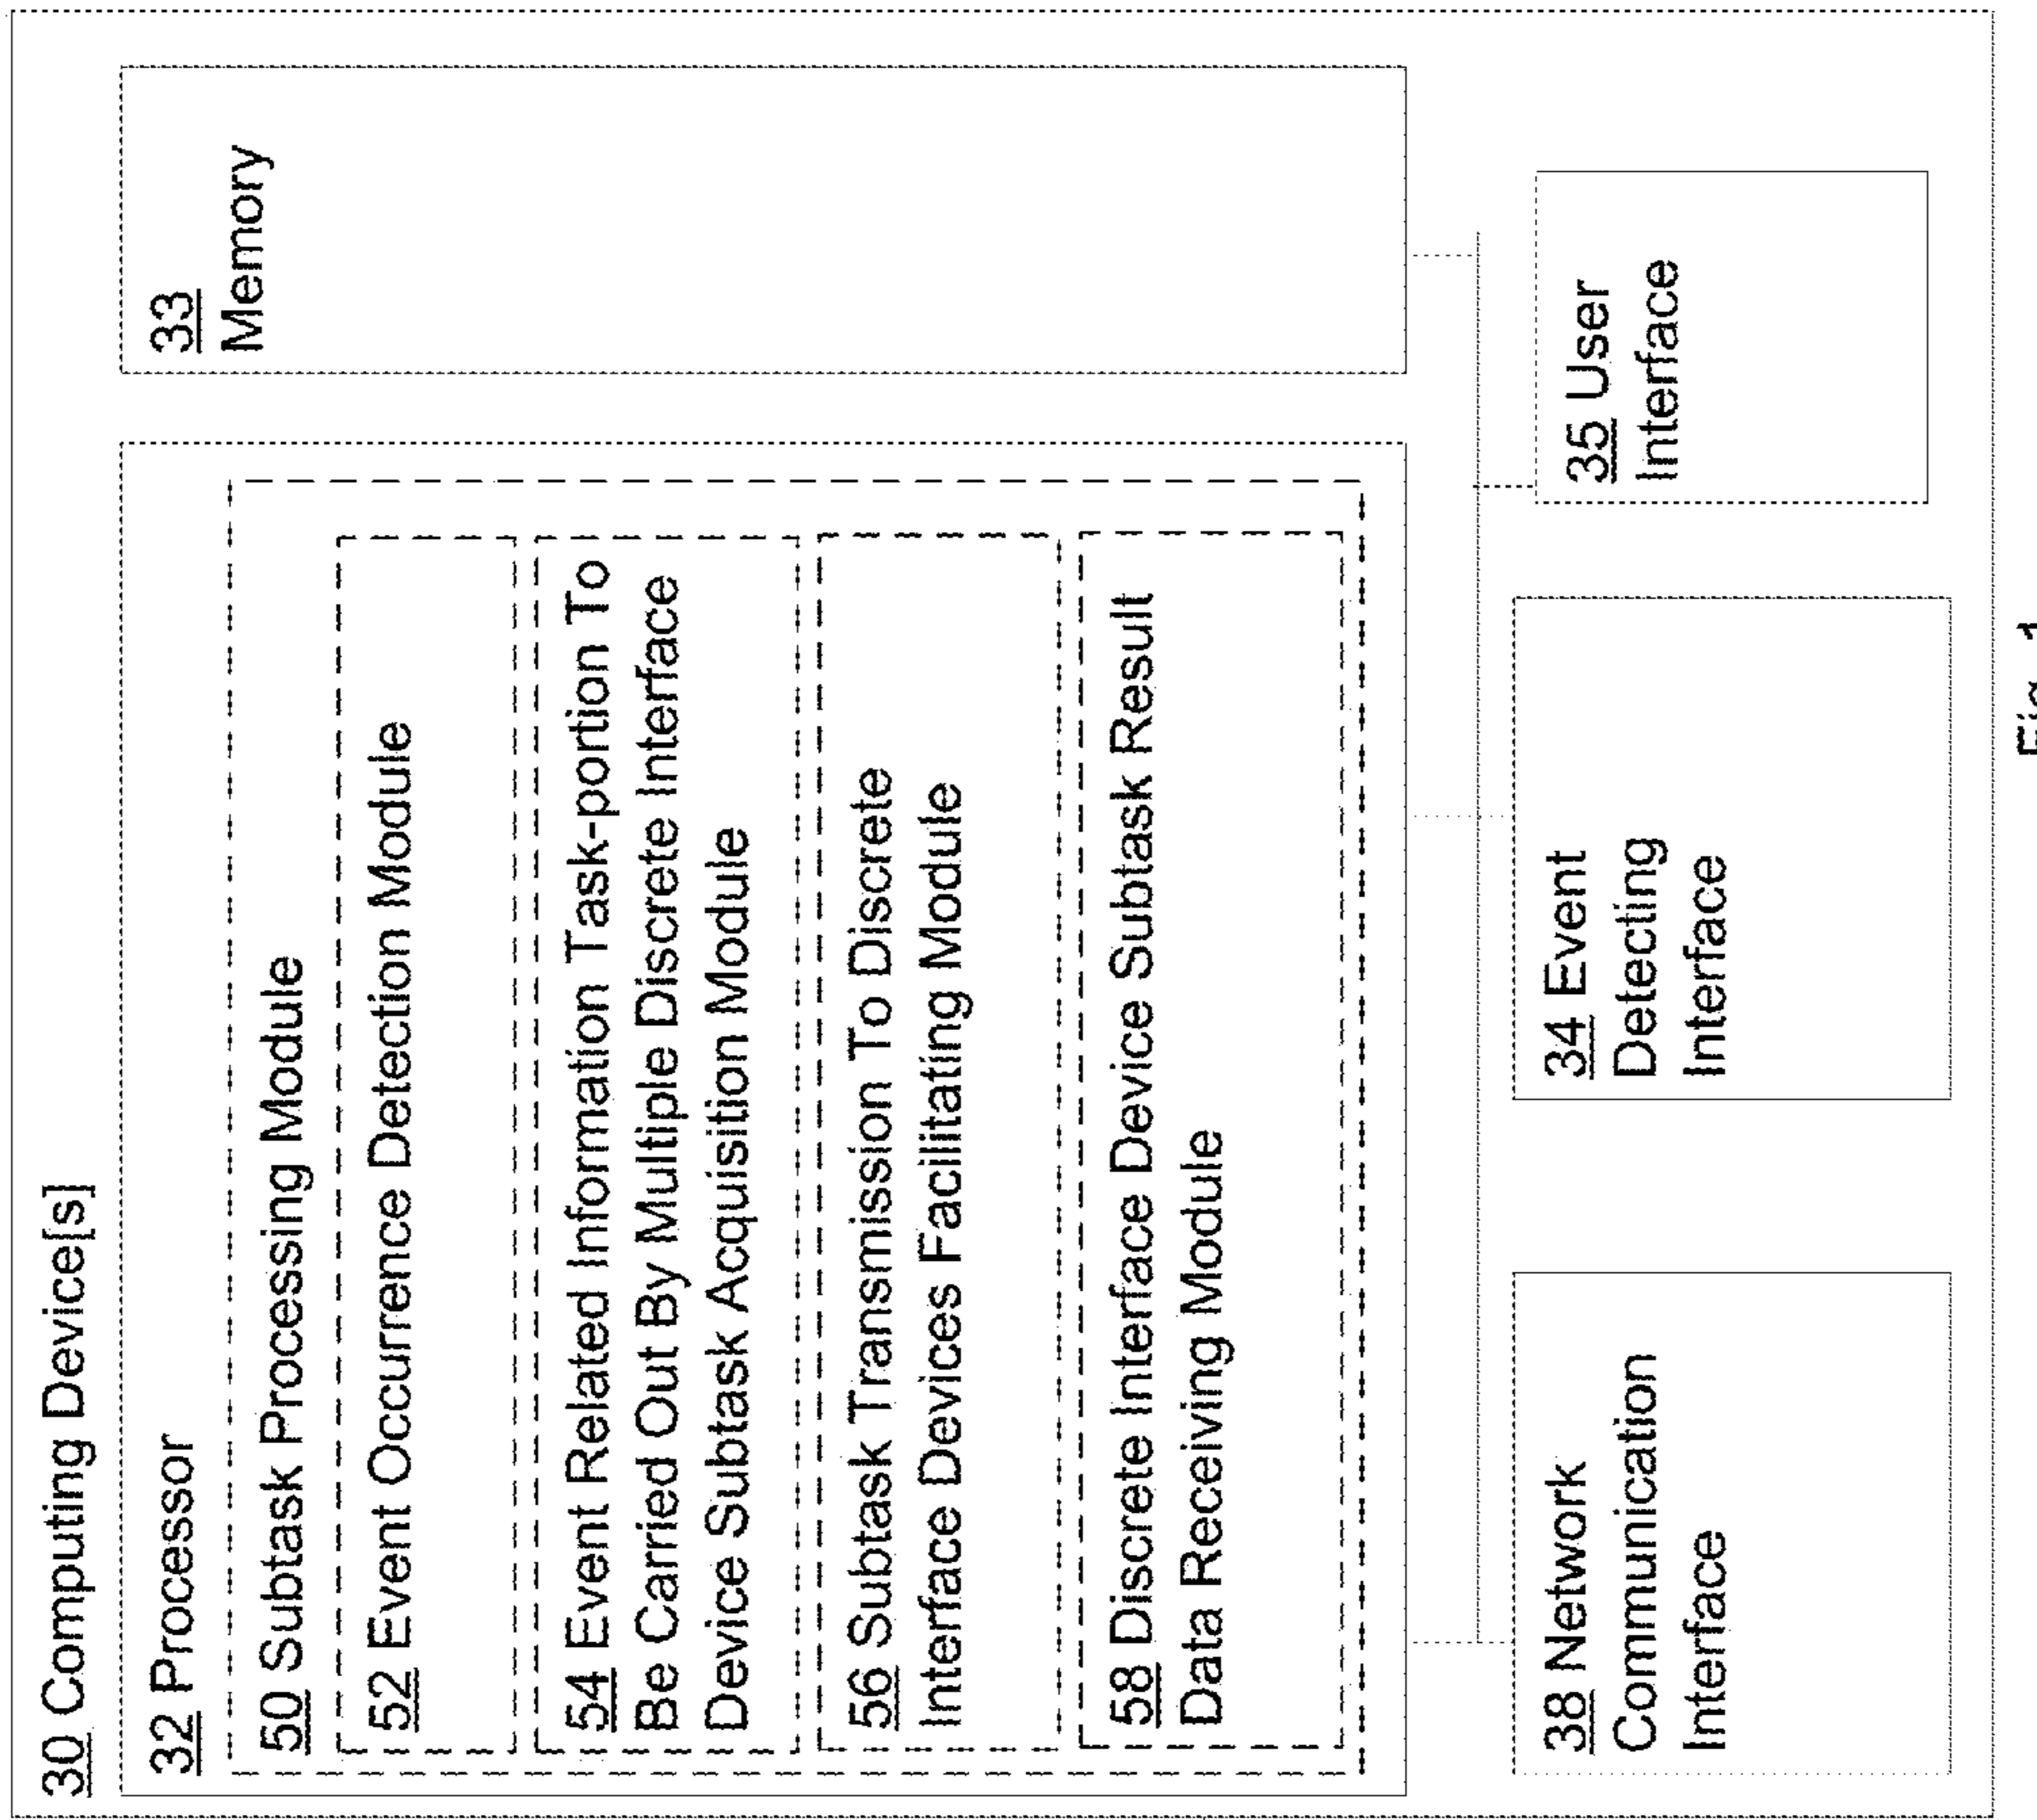 30 Computing Device[s]
32 Processor
50 Subtask Processing Module
52 Event Occurrence Detection Module
54 Event Related Information Task-portion To
Be Carried Out By Multiple Discrete Interface
Device Subtask Acquisition Module
56 Subtask Transmission To Discrete
Interface Devices Facilitating Module
58 Discrete Interface Device Subtask Result
Data Receiving Module
33
Memory
38 Network
Communication
Interface
34 Event
Detecting
Interface
35 User
Interface
Fig. 1